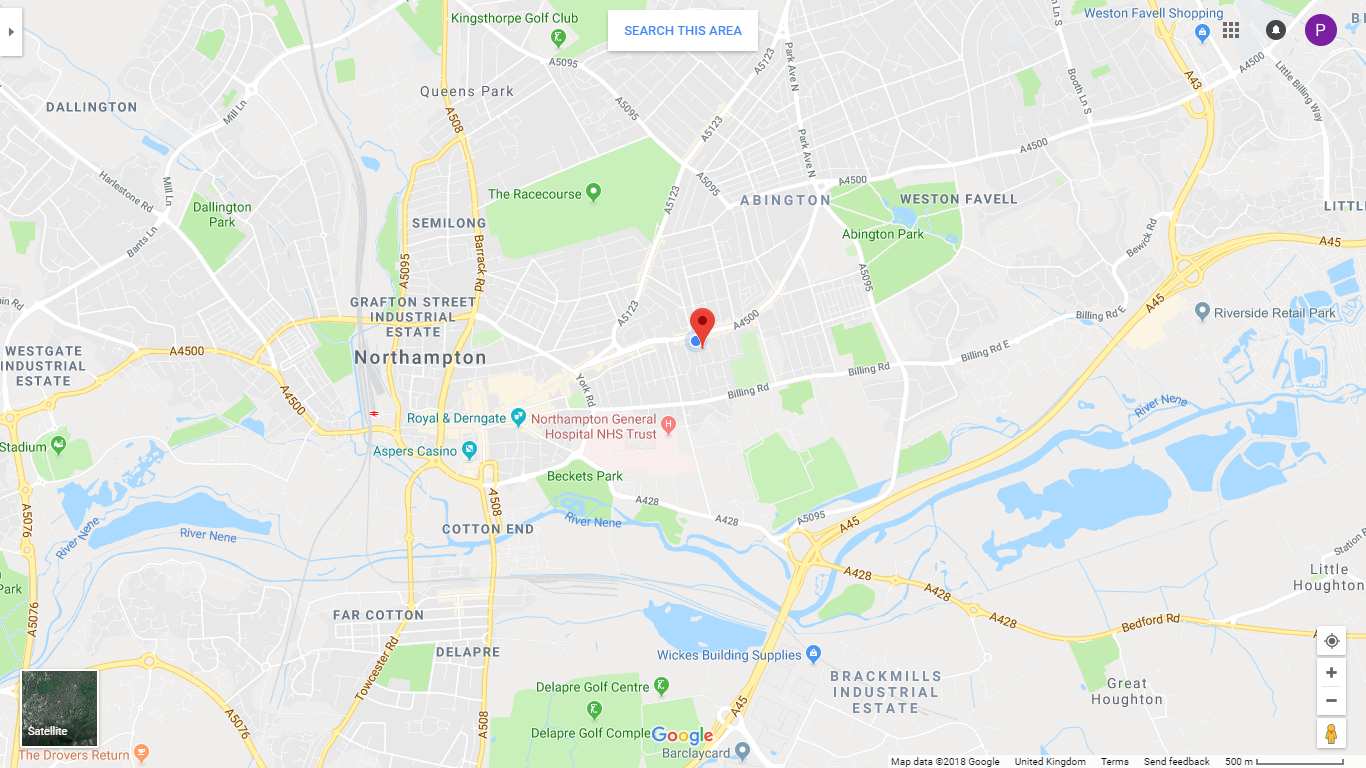 Kingsthorpe Golf Club
SEARCH THIS AREA
Weston Favell Shopping
P
A5095
A5123
Park Ave N
A4500
A43
Booth Ln S
Little Billing Way
Queens Park
DALLINGTON
Mill Ln
A508
A5095
A5123
Park Ave N
A4500
Harlestone Rd
Mill Ln
The Racecourse
A5123
A5095
A4500
ABINGTON
WESTON FAVELL
Dallington
Park
SEMILONG
Bants Ln
Barrack Rd
A5095
Abington Park
Bewick Rd
A45
A5095
GRAFTON STREET
INDUSTRIAL
ESTATE
A5123
A4500
A45
Billing Rd E
Riverside Retail Park
WESTGATE
INDUSTRIAL
ESTATE
A4500
Northampton
York Rd
Billing Rd
Billing Rd
Billing Rd E
A4500
Royal & Derngate
Northampton General
Hospital NHS Trust
River Nene
Stadium
Aspers Casino
Beckets Park
A508
A428
A428
A5095
A45
A5076
River Nene
River Nene
COTTON END
River Nene
Station
Little
Houghton
Park
A5076
FAR COTTON
A428
A428
A428
Bedford Rd
Towcester Rd
DELAPRE
Wickes Building Supplies
BRACKMILLS
INDUSTRIAL
ESTATE
Great
Houghton
Delapre Golf Centre
A45
A5076
A508
Delapre Golf Comple
Google
Barclaycard
Satellite
The Drovers Return
Map data ©2018 Google United Kingdom Terms Send feedback 500 m